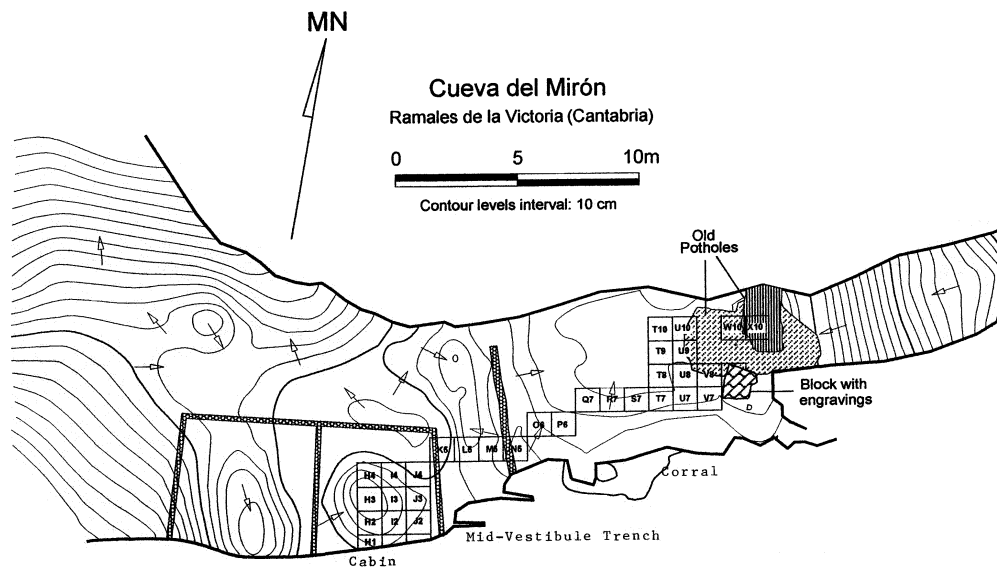 MN
Cueva del Mirón
Ramales de la Victoria (Cantabria)
0 5 10m
Contour levels interval: 10 cm
Old
Potholes
T10 U10 W10 X10
T9 U9
T8 U8 V8
Block with
engravings
Q7 R7 S7 T7 U7 V7
D
O6 P6
K5 L5 M5 N5
Corral
H4 I4 J4
H3 I3 J3
H2 I2 J2
H1
Mid-Vestibule Trench
Cabin